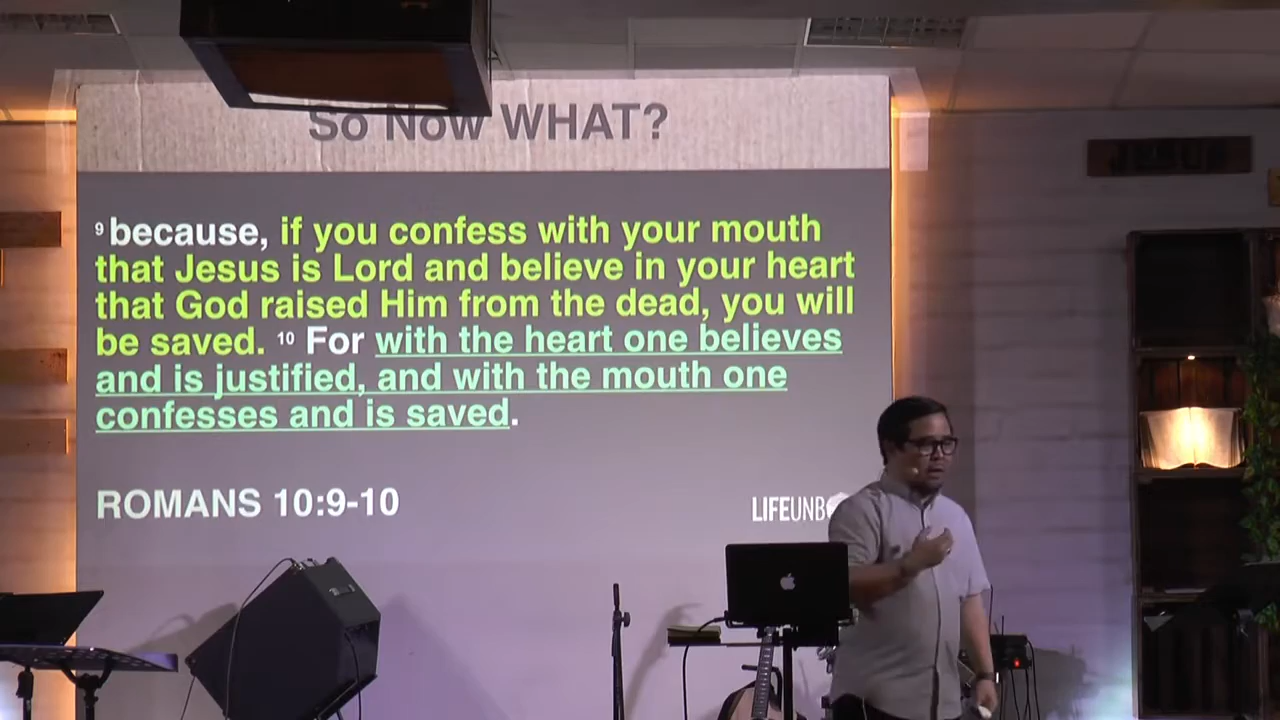 So Now WHAT?
9 because, if you confess with your mouth
that Jesus is Lord and believe in your heart
that God raised Him from the dead, you will
be saved. 10 For with the heart one believes
and is justified, and with the mouth one
confesses and is saved.
ROMANS 10:9-10
LIFEUNB